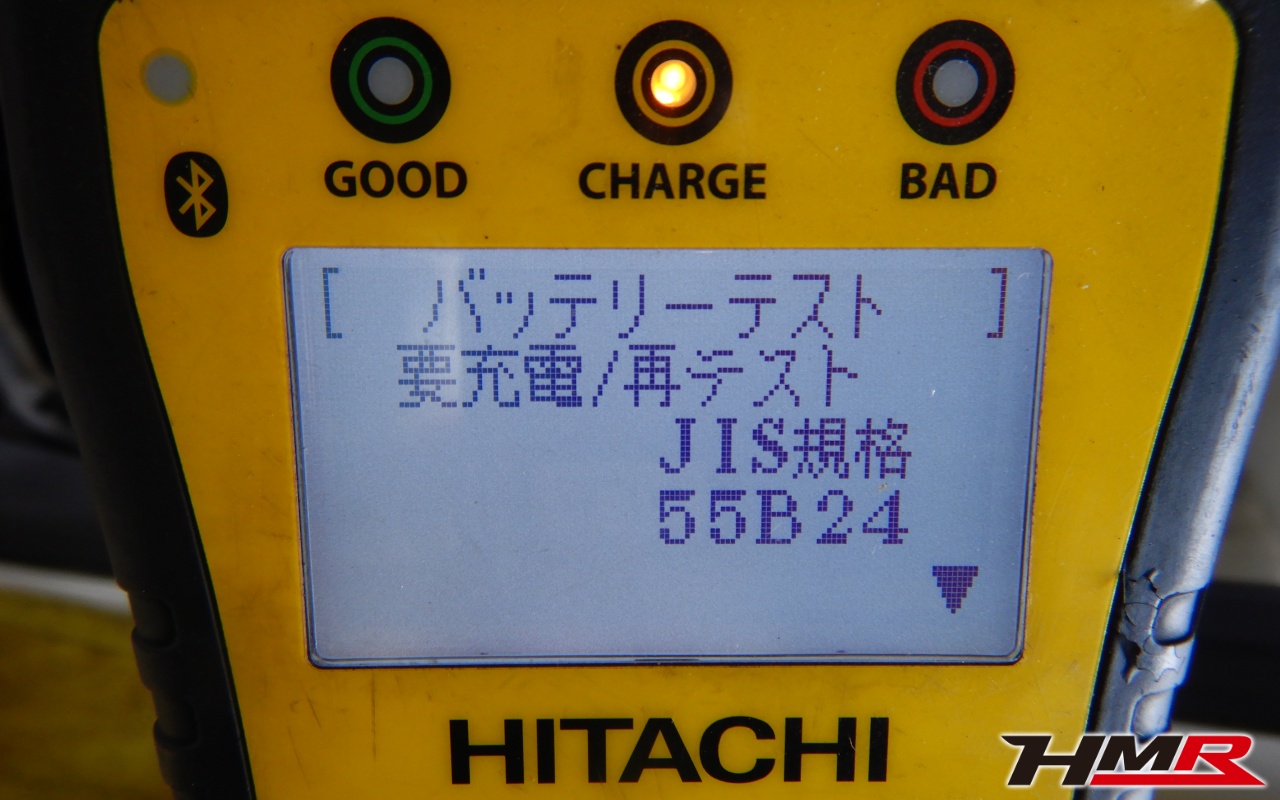 GOOD
CHARGE
BAD
[ バッテリーテスト ]
要充電/再テスト
JIS規格
55B24
HITACHI
HMR